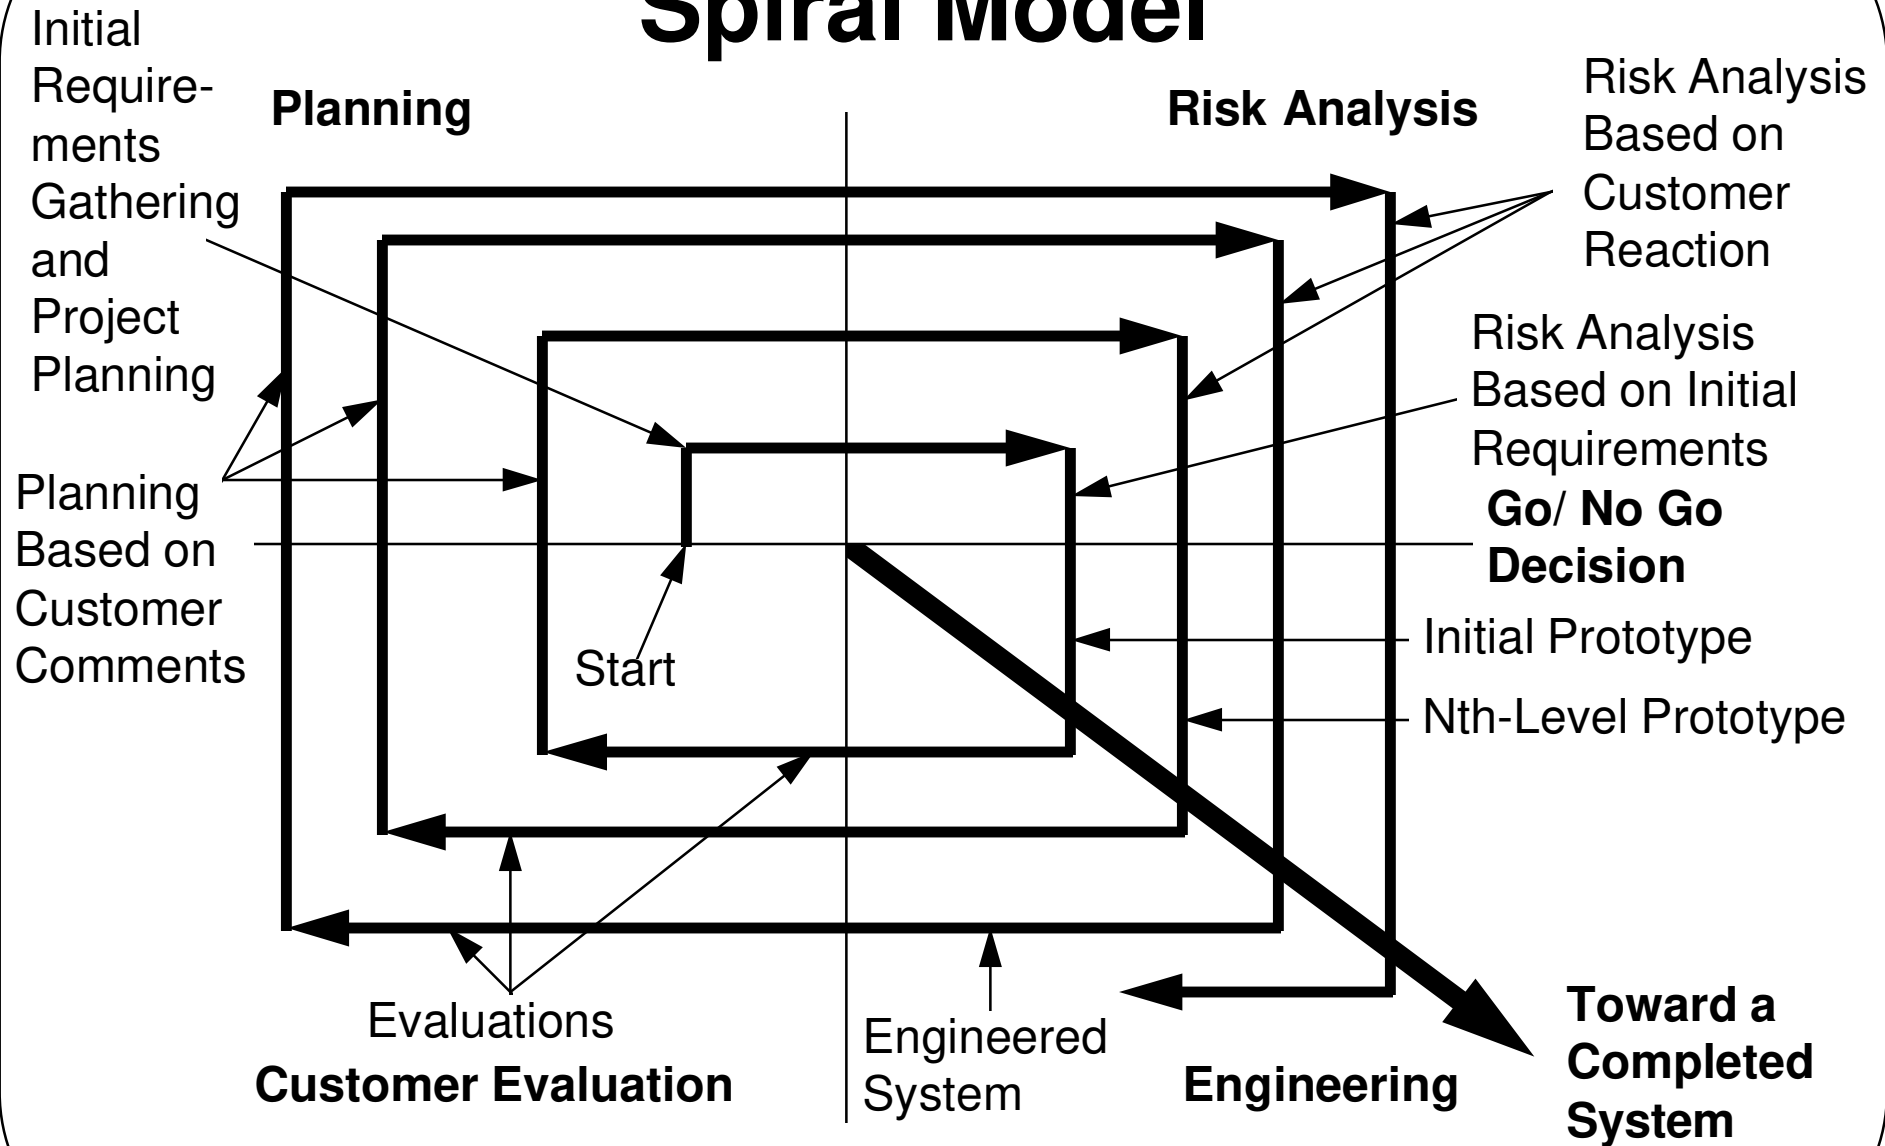 Spiral Model
Initial
Require-
ments
Gathering
and
Project
Planning
Planning
Risk Analysis
Risk Analysis
Based on
Customer
Reaction
Risk Analysis
Based on Initial
Requirements
Go/ No Go
Decision
Planning
Based on
Customer
Comments
Start
Initial Prototype
Nth-Level Prototype
Evaluations
Customer Evaluation
Engineered
System
Engineering
Toward a
Completed
System